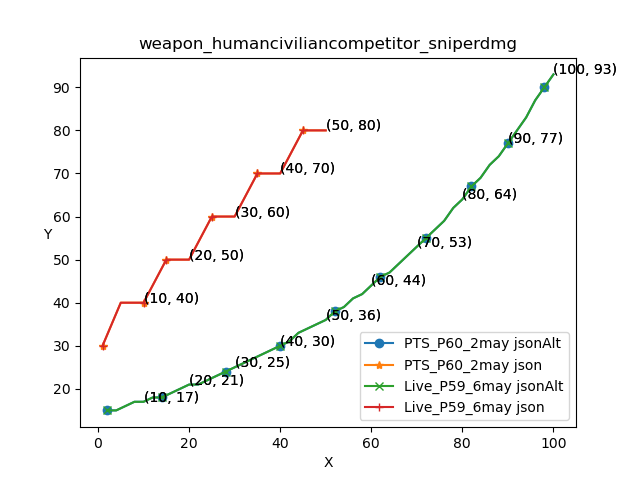 weapon_humanciviliancompetitor_sniperdmg
(100, 93)
90
(50, 80)
80
(90, 77)
(40, 70)
70
(80, 64)
(30, 60)
60
Y
(70, 53)
(20, 50)
50
(60, 44)
(10, 40)
40
(50, 36)
(40, 30)
30
(30, 25)
(20, 21)
20
(10, 17)
PTS_P60_2may jsonAlt
PTS_P60_2may json
Live_P59_6may jsonAlt
Live_P59_6may json
0 20 40 60 80 100
X